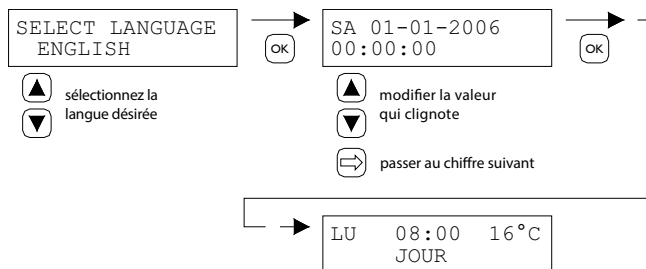 SELECT LANGUAGE
ENGLISH
OK
sélectionnez la
langue désirée
SA 01-01-2006
00:00:00
OK
modifier la valeur
qui clignote
passer au chiffre suivant
LU 08:00 16°C
JOUR